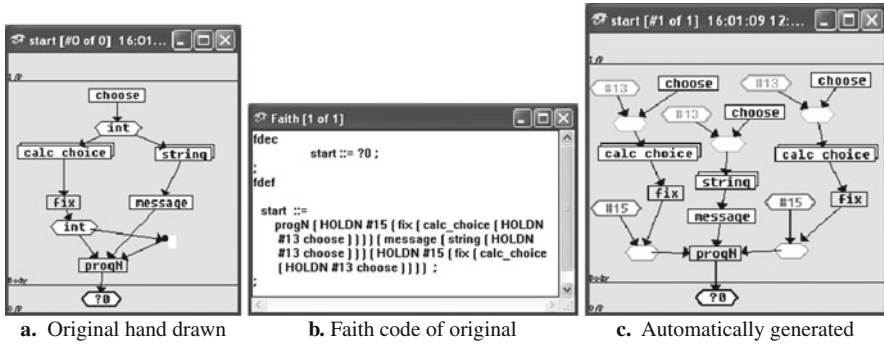 start [#0 of 0] 16:01...
I/P
choose
int
calc choice
string
fix
message
int
progN
Body
?0
O/P
a. Original hand drawn
Faith [1 of 1]
fdec
start ::= ?0 ;
;
fdef
start ::=
progN [ HOLDN #15 [ fix [ calc_choice [ HOLDN
#13 choose ] ] ] ] [ message [ string [ HOLDN
#13 choose ] ] ] [ HOLDN #15 [ fix [ calc_choice
[ HOLDN #13 choose ] ] ] ] ;
;
b. Faith code of original
start [#1 of 1] 16:01:09 12:...
I/P
#13
choose
#13
choose
#13
choose
calc choice
calc choice
string
fix
fix
#15
message
#15
progN
Body
?0
O/P
c. Automatically generated